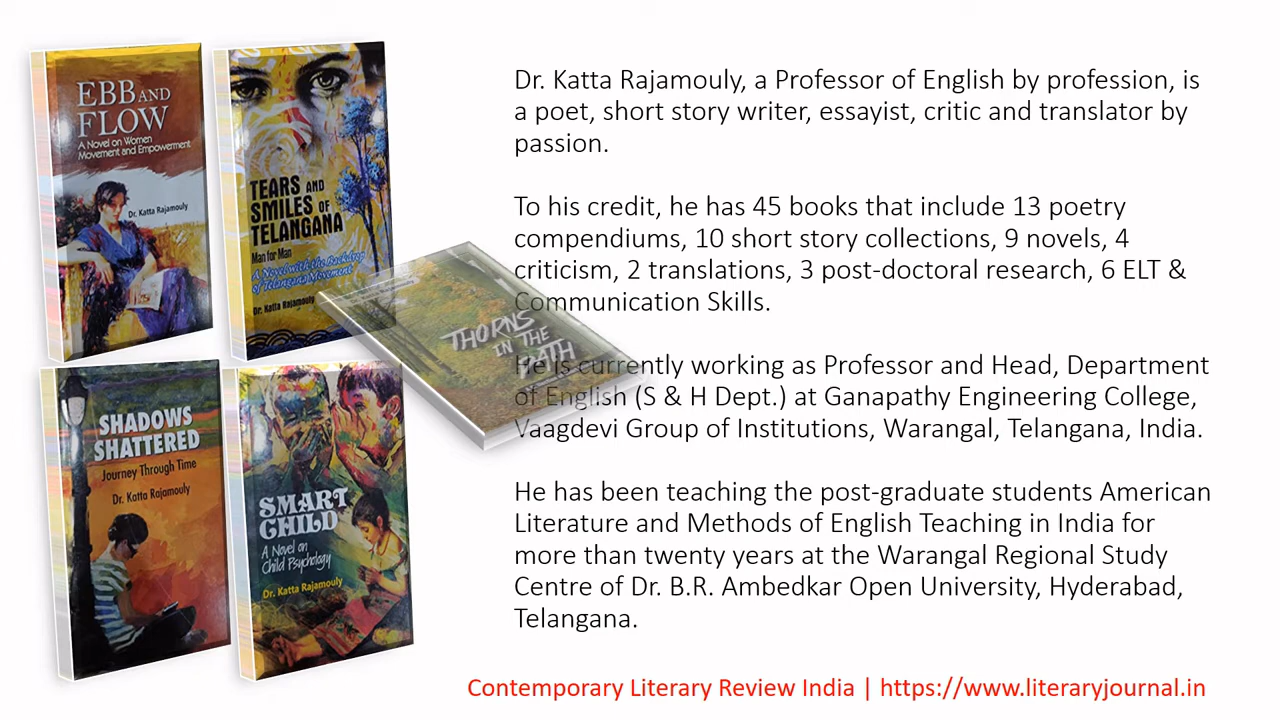 EBB AND
FLOW
A Novel on Women
Movement and Empowerment
Dr. Katta Rajamouly
TEARS AND
SMILES OF
TELANGANA
Man for Man
A Novel with the Backdrop
of Telangana Movement
Dr. Katta Rajamouly
THORNS
IN THE
PATH
SHADOWS
SHATTERED
Journey Through Time
Dr. Katta Rajamouly
SMART
CHILD
A Novel on
Child Psychology
Dr. Katta Rajamouly
Dr. Katta Rajamouly, a Professor of English by profession, is
a poet, short story writer, essayist, critic and translator by
passion.
To his credit, he has 45 books that include 13 poetry
compendiums, 10 short story collections, 9 novels, 4
criticism, 2 translations, 3 post-doctoral research, 6 ELT &
Communication Skills.
He is currently working as Professor and Head, Department
of English (S & H Dept.) at Ganapathy Engineering College,
Vaagdevi Group of Institutions, Warangal, Telangana, India.
He has been teaching the post-graduate students American
Literature and Methods of English Teaching in India for
more than twenty years at the Warangal Regional Study
Centre of Dr. B.R. Ambedkar Open University, Hyderabad,
Telangana.
Contemporary Literary Review India | https://www.literaryjournal.in